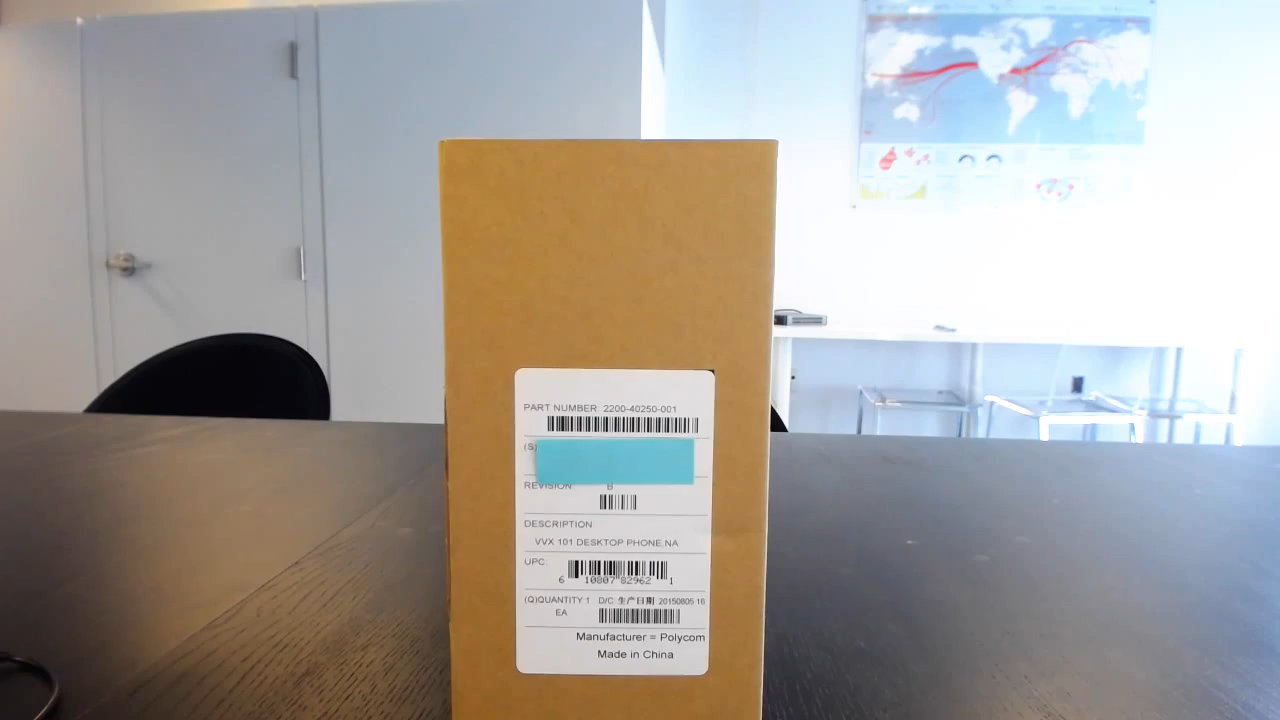 PART NUMBER: 2200-40250-001
(S)
REVISION: B
DESCRIPTION
VVX 101 DESKTOP PHONE,NA
UPC.
6 10807 82962 1
(Q)QUANTITY 1 D/C 生产日期 20150805 16
EA
Manufacturer = Polycom
Made in China